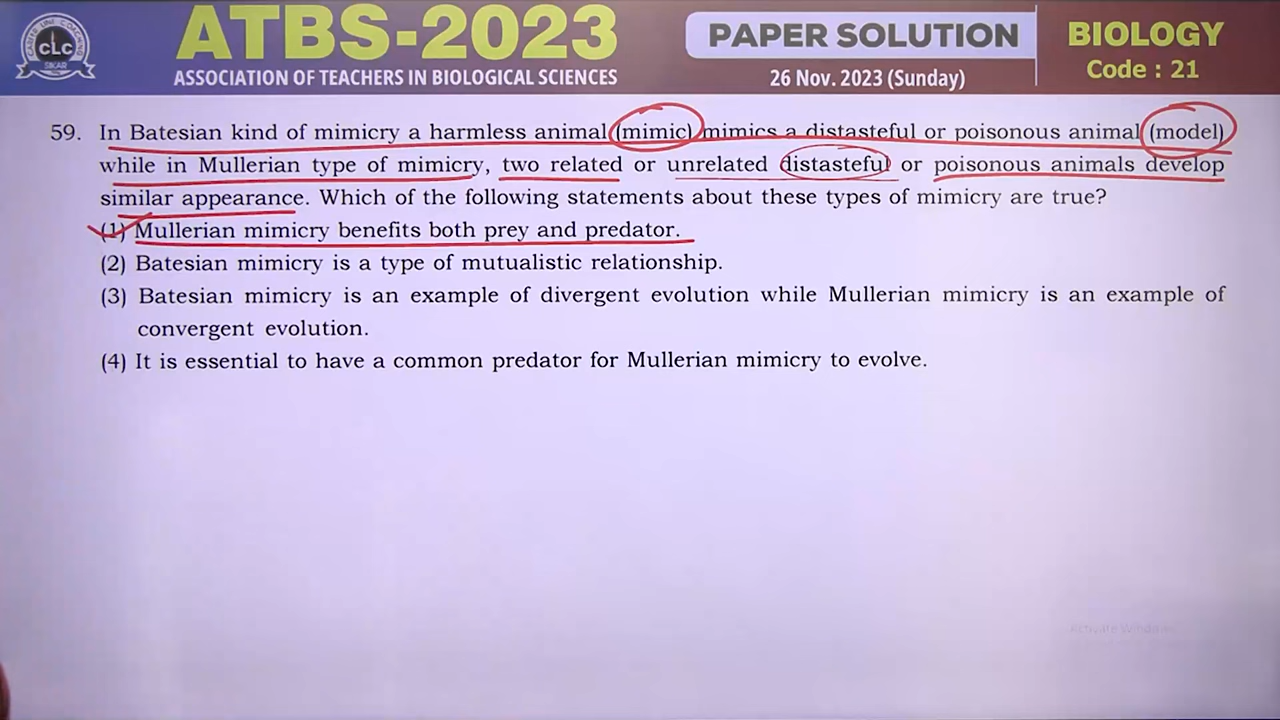 CLC
SIKAR
ATBS-2023
ASSOCIATION OF TEACHERS IN BIOLOGICAL SCIENCES
PAPER SOLUTION
26 Nov. 2023 (Sunday)
BIOLOGY
Code : 21
59. In Batesian kind of mimicry a harmless animal (mimic) mimics a distasteful or poisonous animal (model)
while in Mullerian type of mimicry, two related or unrelated distasteful or poisonous animals develop
similar appearance. Which of the following statements about these types of mimicry are true?
(1) Mullerian mimicry benefits both prey and predator.
(2) Batesian mimicry is a type of mutualistic relationship.
(3) Batesian mimicry is an example of divergent evolution while Mullerian mimicry is an example of
convergent evolution.
(4) It is essential to have a common predator for Mullerian mimicry to evolve.
Activate Windows